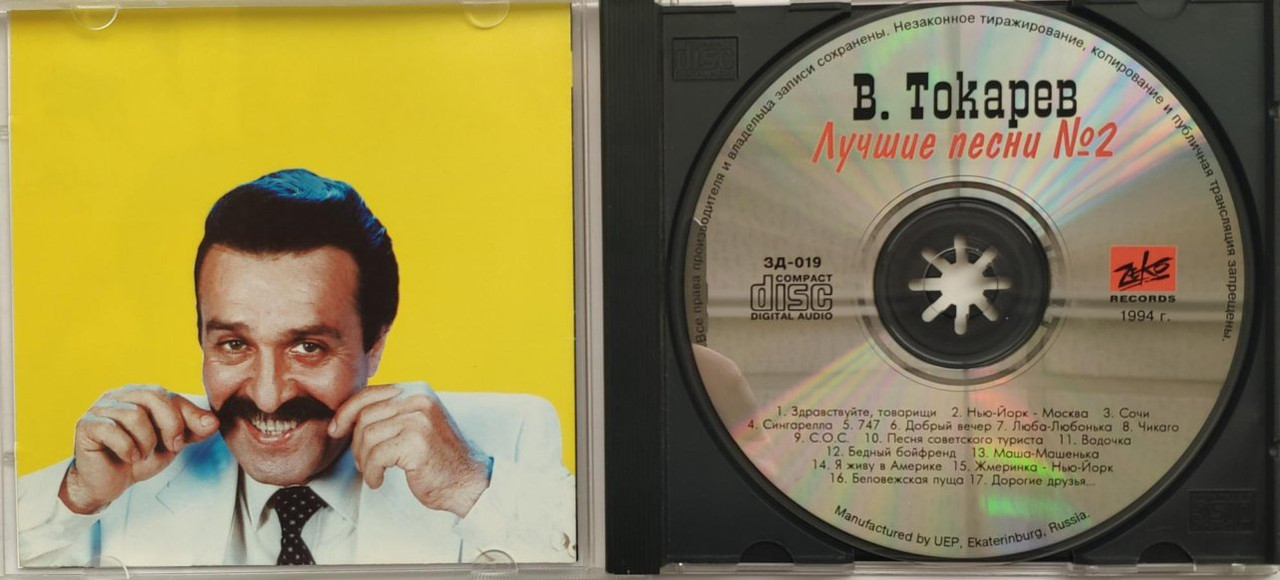 Все права производителя и владельца записи сохранены. Незаконное тиражирование, копирование и публичная трансляция запрещены.
В. Токарев
Лучшие песни №2
ЗД-019
COMPACT
disc
DIGITAL AUDIO
ZEKO
RECORDS
1994 г.
1. Здравствуйте, товарищи 2. Нью-Йорк - Москва 3. Сочи
4. Сингарелла 5. 747 6. Добрый вечер 7. Люба-Любонька 8. Чикаго
9. С.О.С. 10. Песня советского туриста 11. Водочка
12. Бедный бойфренд 13. Маша-Машенька
14. Я живу в Америке 15. Жмеринка - Нью-Йорк
16. Беловежская пуща 17. Дорогие друзья...
Manufactured by UEP, Ekaterinburg, Russia.